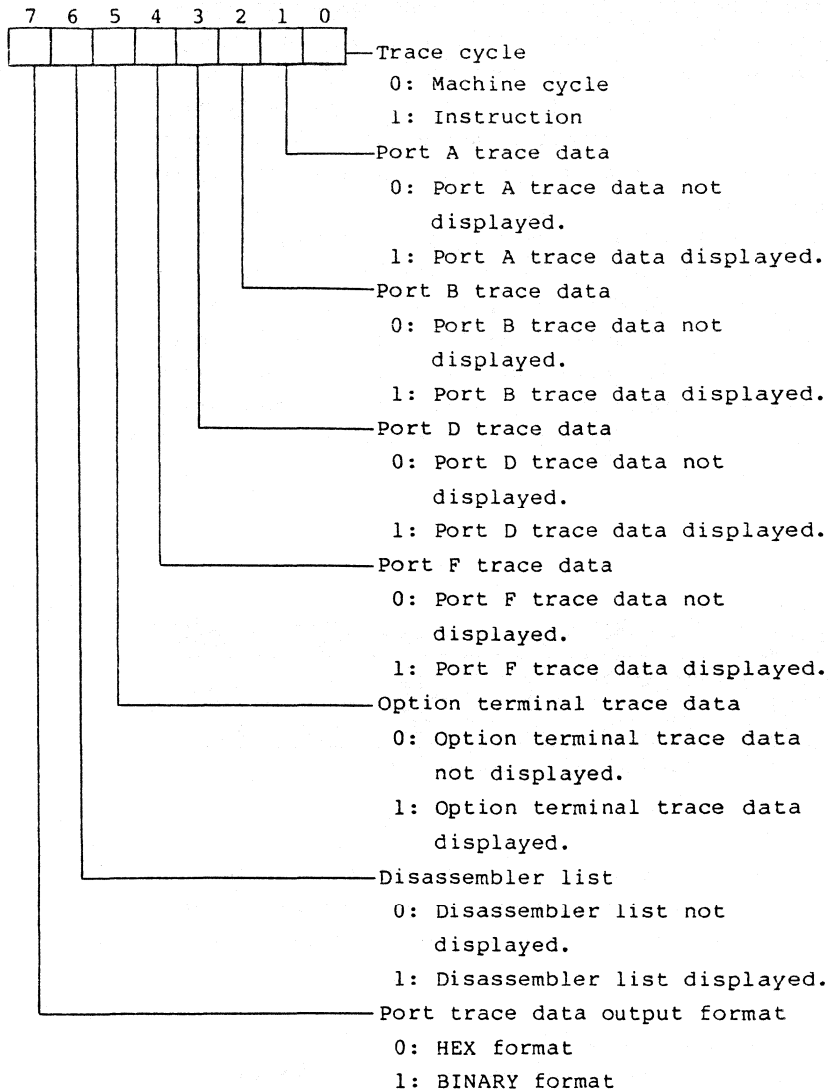 7 6 5 4 3 2 1 0
Trace cycle
0: Machine cycle
1: Instruction
Port A trace data
0: Port A trace data not
displayed.
1: Port A trace data displayed.
Port B trace data
0: Port B trace data not
displayed.
1: Port B trace data displayed.
Port D trace data
0: Port D trace data not
displayed.
1: Port D trace data displayed.
Port F trace data
0: Port F trace data not
displayed.
1: Port F trace data displayed.
Option terminal trace data
0: Option terminal trace data
not displayed.
1: Option terminal trace data
displayed.
Disassembler list
0: Disassembler list not
displayed.
1: Disassembler list displayed.
Port trace data output format
0: HEX format
1: BINARY format